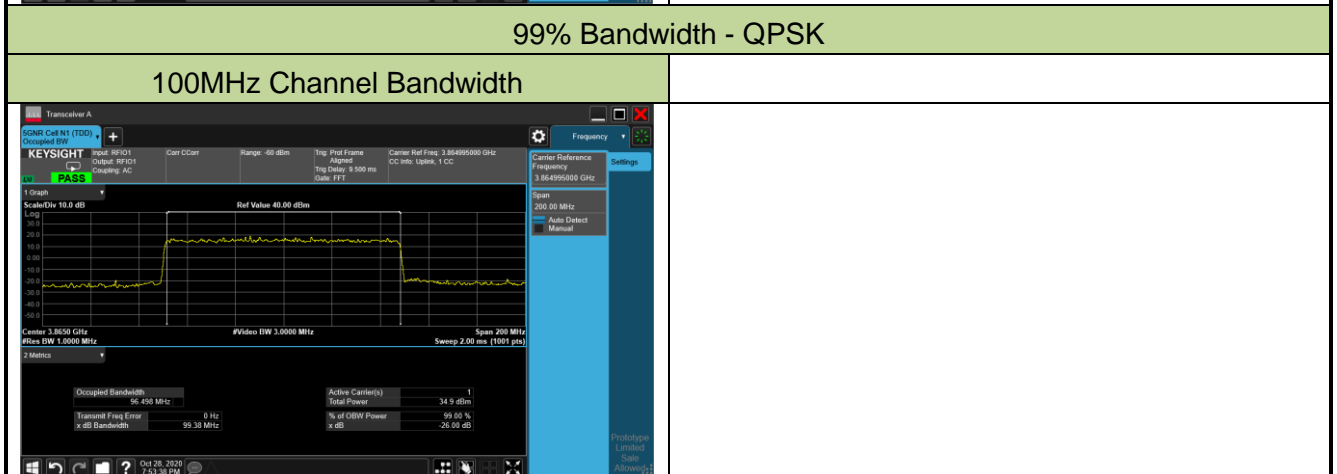 99% Bandwidth - QPSK
100MHz Channel Bandwidth
Transceiver A
5GNR Cell N1 (TDD)
Occupied BW
Frequency
KEYSIGHT
Input: RFIO1
Output: RFIO1
Coupling: AC
Corr CCorr
Range: -60 dBm
Trig: Prot Frame
Aligned
Trig Delay: 9.500 ms
Gate: FFT
Carrier Ref Freq: 3.864995000 GHz
CC Info: Uplink, 1 CC
PASS
Carrier Reference
Frequency
3.864995000 GHz
Settings
Span
200.00 MHz
Auto Detect
Manual
1 Graph
Scale/Div 10.0 dB
Ref Value 40.00 dBm
Log
30.0
20.0
10.0
0.00
-10.0
-20.0
-30.0
-40.0
-50.0
Center 3.8650 GHz
#Video BW 3.0000 MHz
Span 200 MHz
#Res BW 1.0000 MHz
Sweep 2.00 ms (1001 pts)
2 Metrics
Occupied Bandwidth
96.498 MHz
Active Carrier(s) 1
Total Power 34.9 dBm
Transmit Freq Error 0 Hz
% of OBW Power 99.00 %
x dB Bandwidth 99.38 MHz
x dB -26.00 dB
Prototype
Limited
Sale
Allowed
Oct 28, 2020
7:53:38 PM